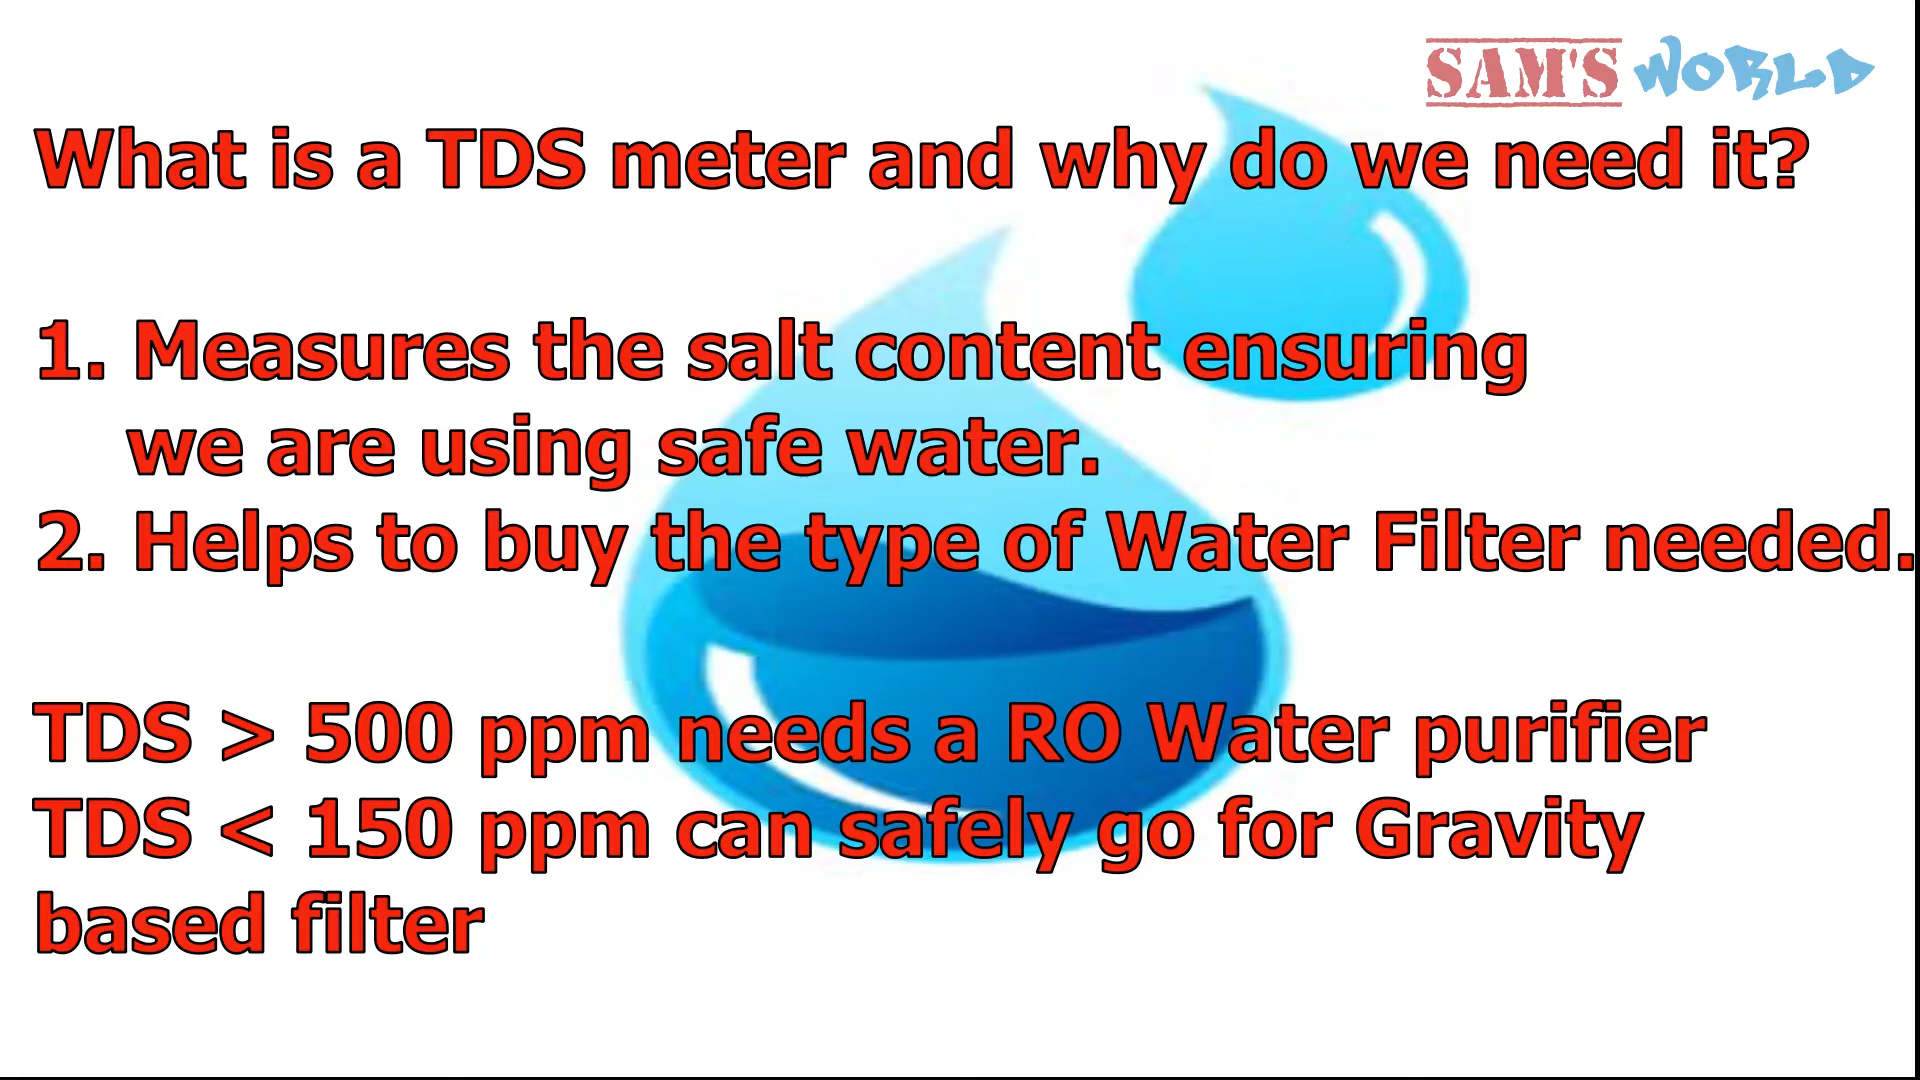 SAM'S WORLD
What is a TDS meter and why do we need it?
1. Measures the salt content ensuring
we are using safe water.
2. Helps to buy the type of Water Filter needed.
TDS > 500 ppm needs a RO Water purifier
TDS < 150 ppm can safely go for Gravity
based filter